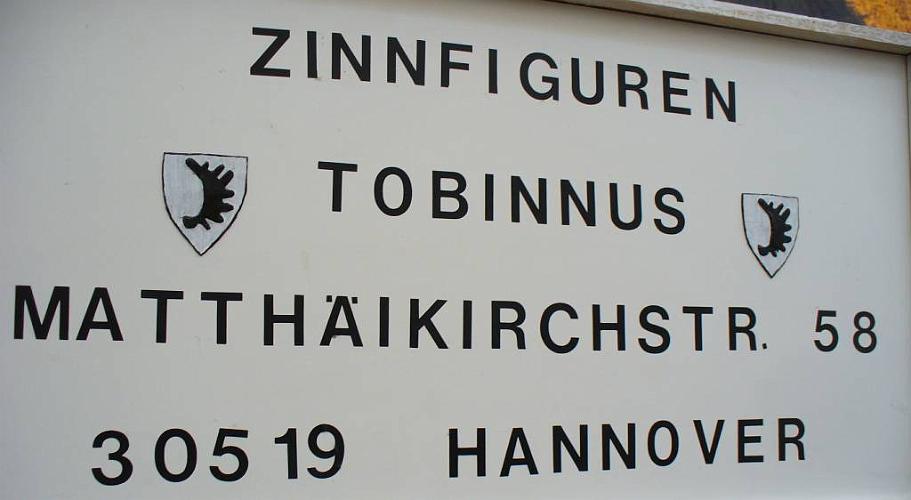 ZINNFIGUREN
TOBINNUS
MATTHÄIKIRCHSTR. 58
30519 HANNOVER